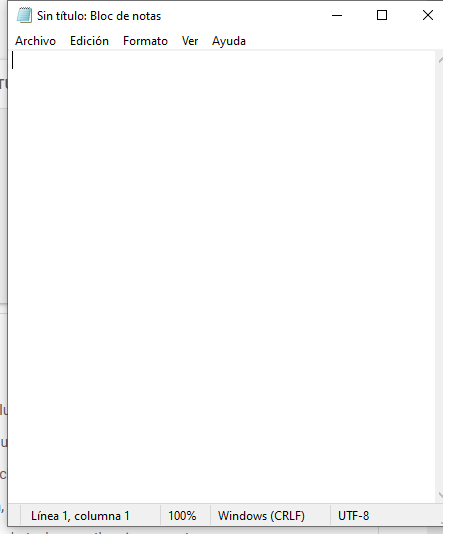 Sin título: Bloc de notas
Archivo Edición Formato Ver Ayuda
Línea 1, columna 1 100% Windows (CRLF) UTF-8